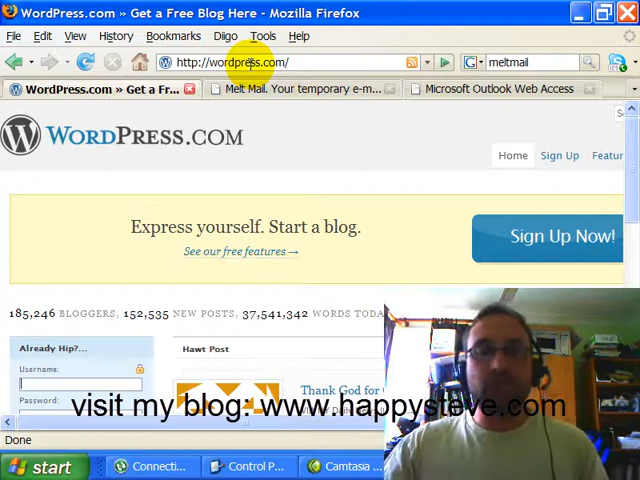 WordPress.com » Get a Free Blog Here - Mozilla Firefox
File Edit View History Bookmarks Diigo Tools Help
http://wordpress.com/ meltmail
WordPress.com » Get a Fr... Melt Mail. Your temporary e-m... Microsoft Outlook Web Access
WORDPRESS.COM
Home Sign Up Featur
Express yourself. Start a blog.
See our free features →
Sign Up Now!
185,246 BLOGGERS, 152,535 NEW POSTS, 37,541,342 WORDS TODA
Already Hip?... Hawt Post
Username:
Thank God for
Password:
visit my blog: www.happysteve.com
Done
start Connecti... Control P... Camtasia ...